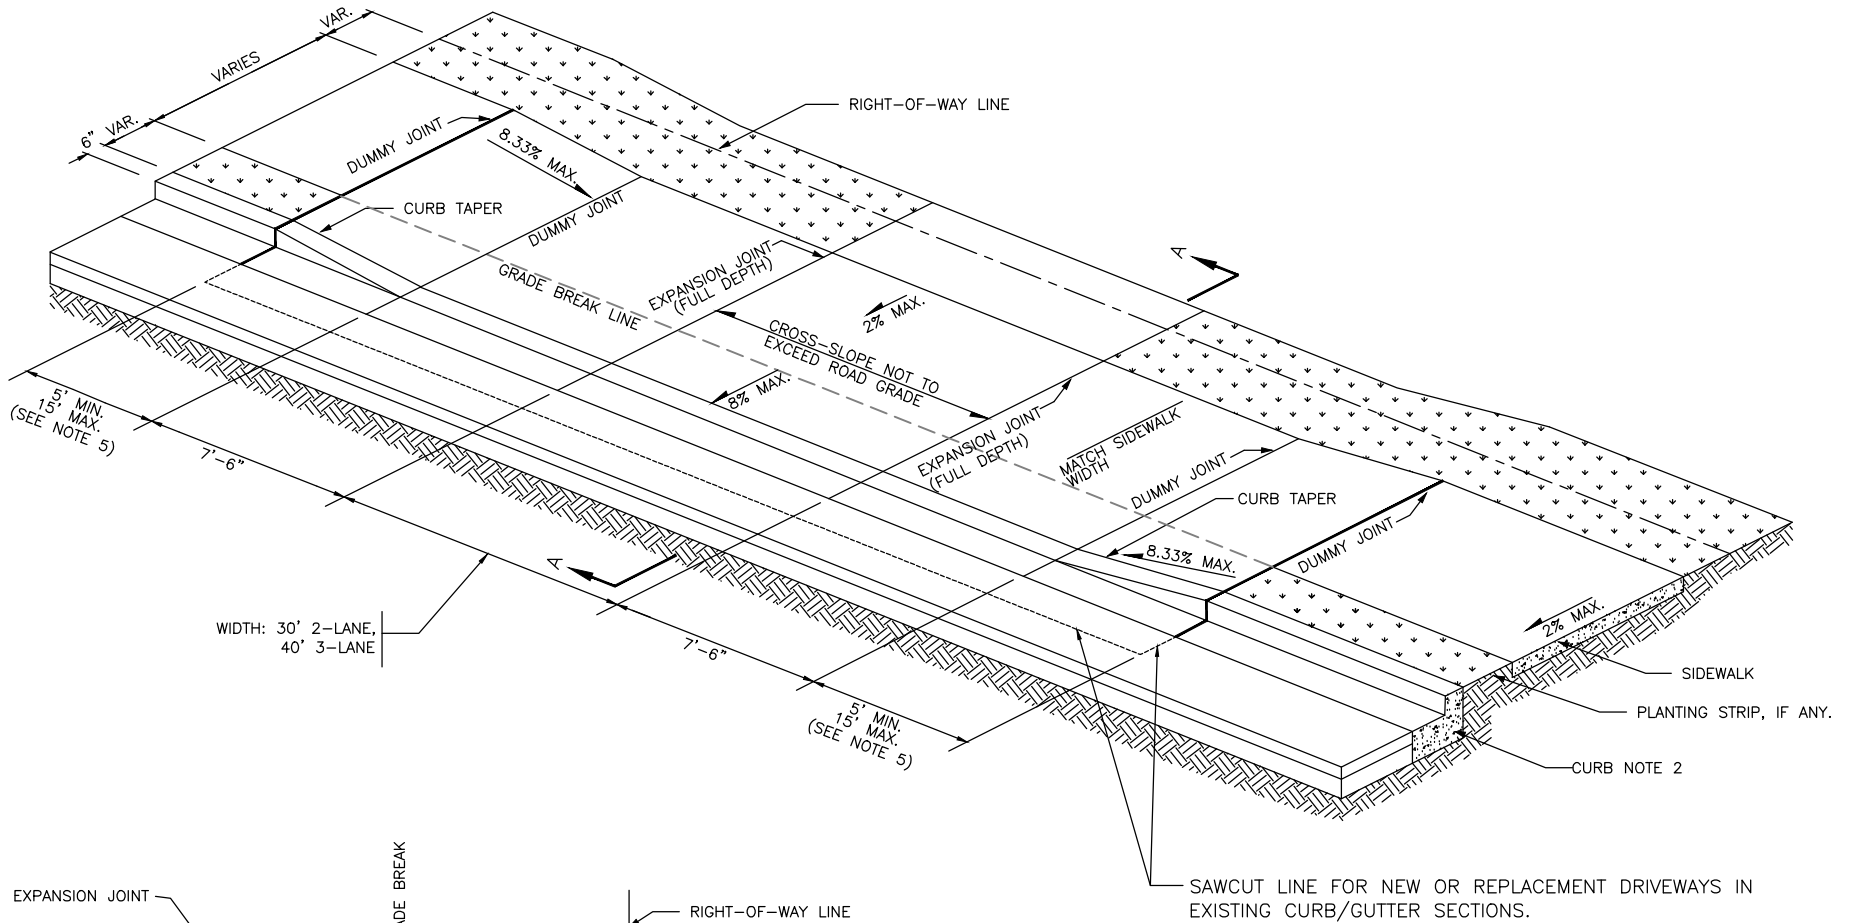 VAR.
VARIES
VAR.
6"
RIGHT-OF-WAY LINE
DUMMY JOINT
8.33% MAX.
CURB TAPER
DUMMY JOINT
GRADE BREAK LINE
EXPANSION JOINT
(FULL DEPTH)
2% MAX.
CROSS-SLOPE NOT TO
EXCEED ROAD GRADE
8% MAX.
A
EXPANSION JOINT
(FULL DEPTH)
MATCH SIDEWALK
WIDTH
DUMMY JOINT
CURB TAPER
8.33% MAX.
DUMMY JOINT
5' MIN.
15' MAX.
(SEE NOTE 5)
7'-6"
A
WIDTH: 30' 2-LANE,
40' 3-LANE
7'-6"
5' MIN.
15' MAX.
(SEE NOTE 5)
2% MAX.
SIDEWALK
PLANTING STRIP, IF ANY.
CURB NOTE 2
SAWCUT LINE FOR NEW OR REPLACEMENT DRIVEWAYS IN
EXISTING CURB/GUTTER SECTIONS.
EXPANSION JOINT
BREAK
RIGHT-OF-WAY LINE